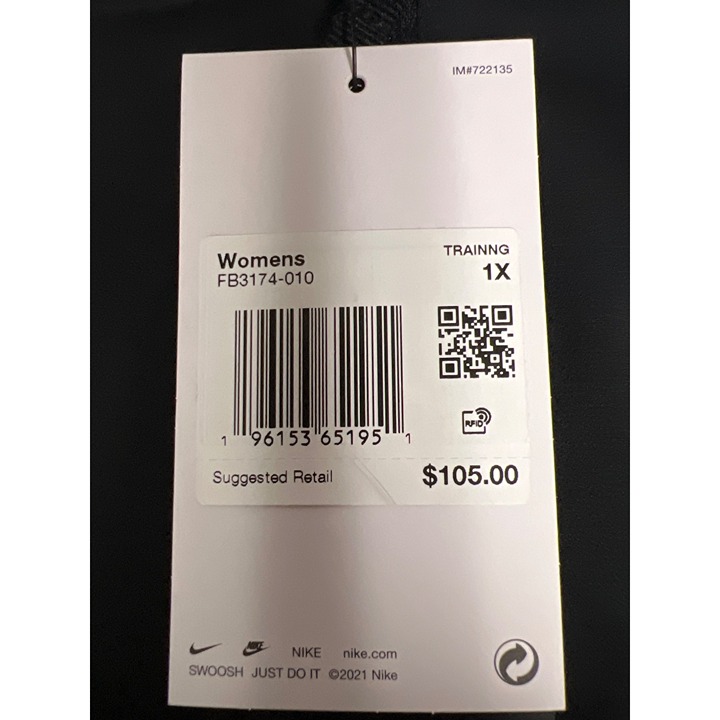 IM#722135
Womens TRAINNG
FB3174-010 1X
1 96153 65195 1
RFID
Suggested Retail $105.00
NIKE NIKE nike.com
SWOOSH JUST DO IT ©2021 Nike